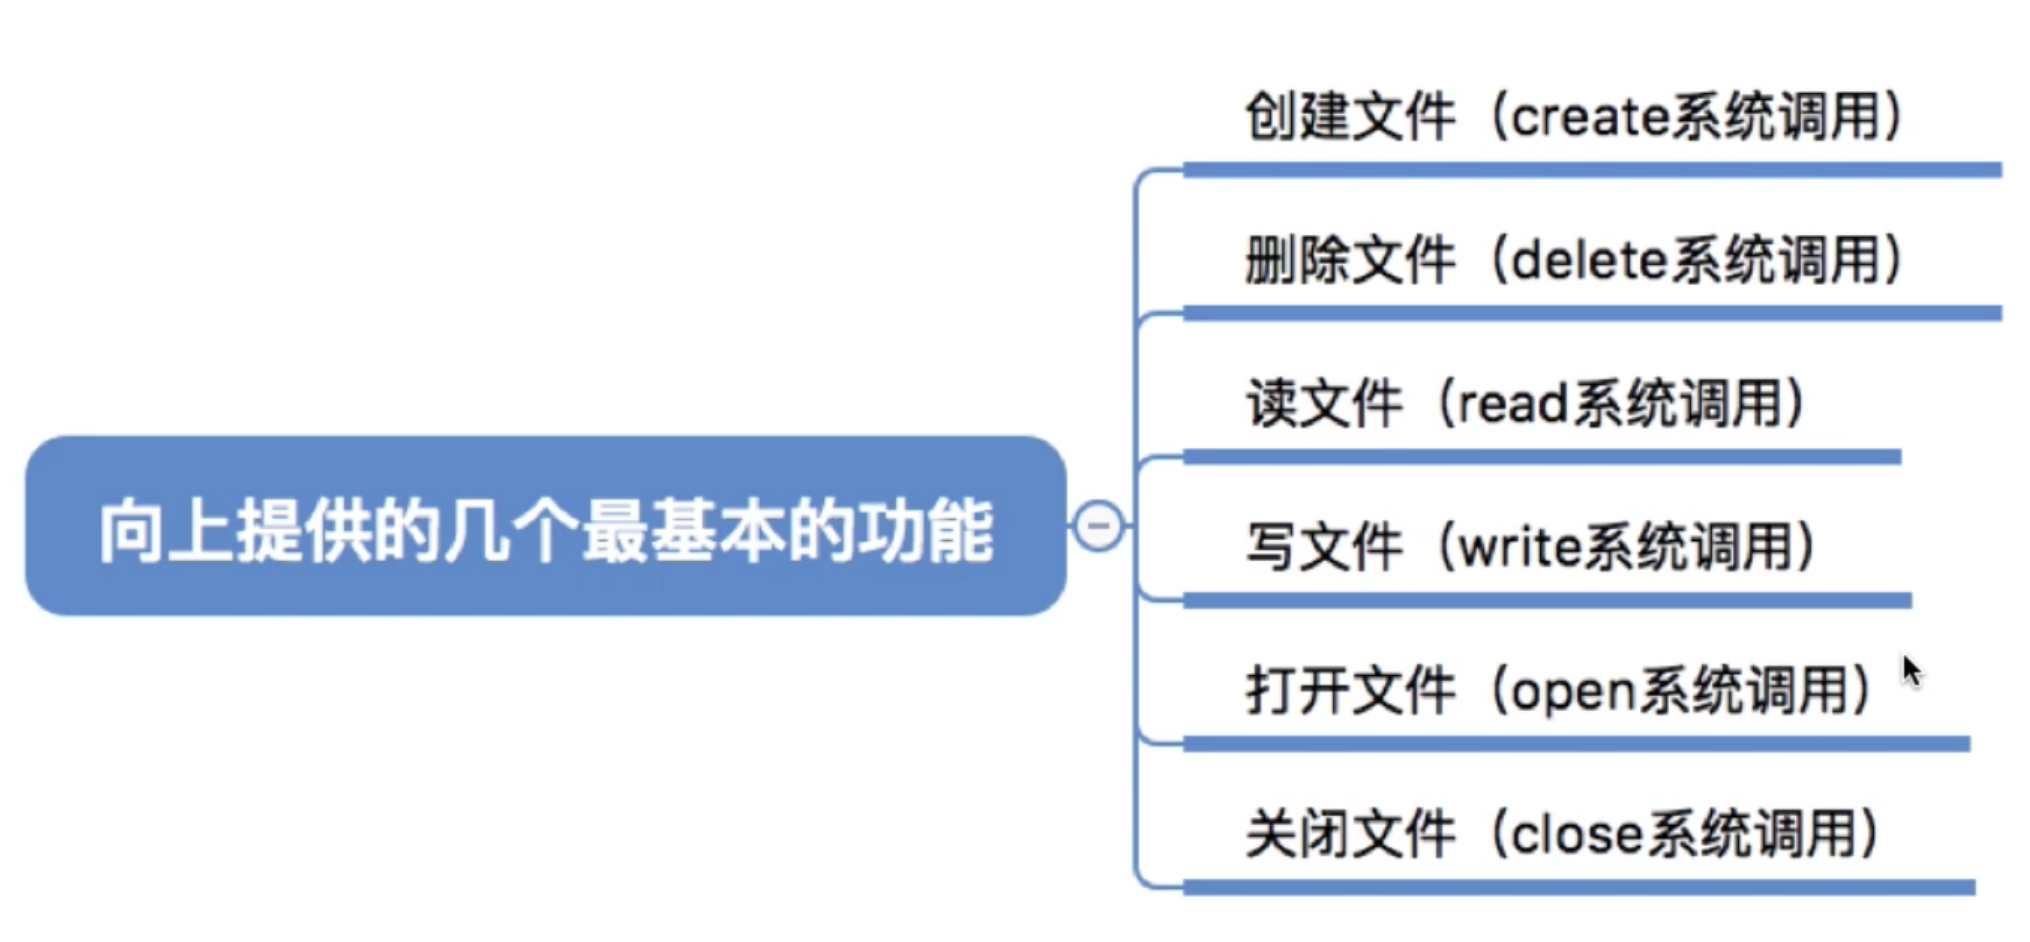 向上提供的几个最基本的功能
创建文件（create系统调用）
删除文件（delete系统调用）
读文件（read系统调用）
写文件（write系统调用）
打开文件（open系统调用）
关闭文件（close系统调用）